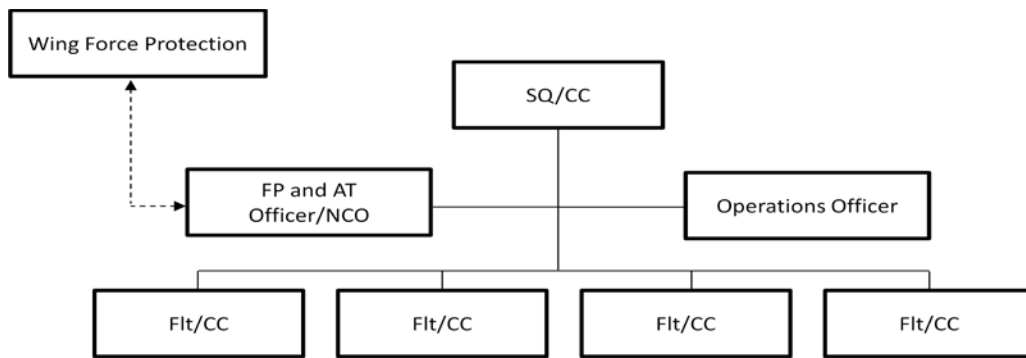 Wing Force Protection
SQ/CC
FP and AT
Officer/NCO
Operations Officer
Flt/CC
Flt/CC
Flt/CC
Flt/CC